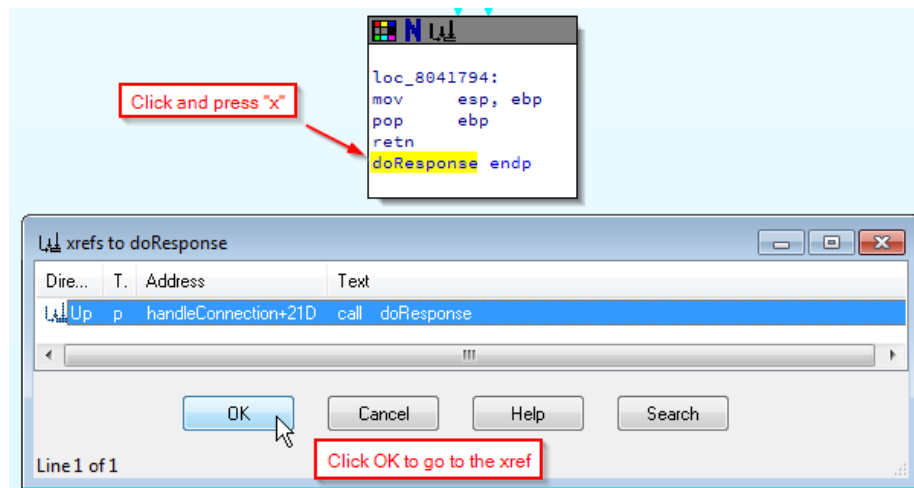 N
loc_8041794:
mov esp, ebp
pop ebp
retn
doResponse endp
Click and press "x"
xrefs to doResponse
Dire... T. Address Text
Up p handleConnection+21D call doResponse
OK Cancel Help Search
Click OK to go to the xref
Line 1 of 1